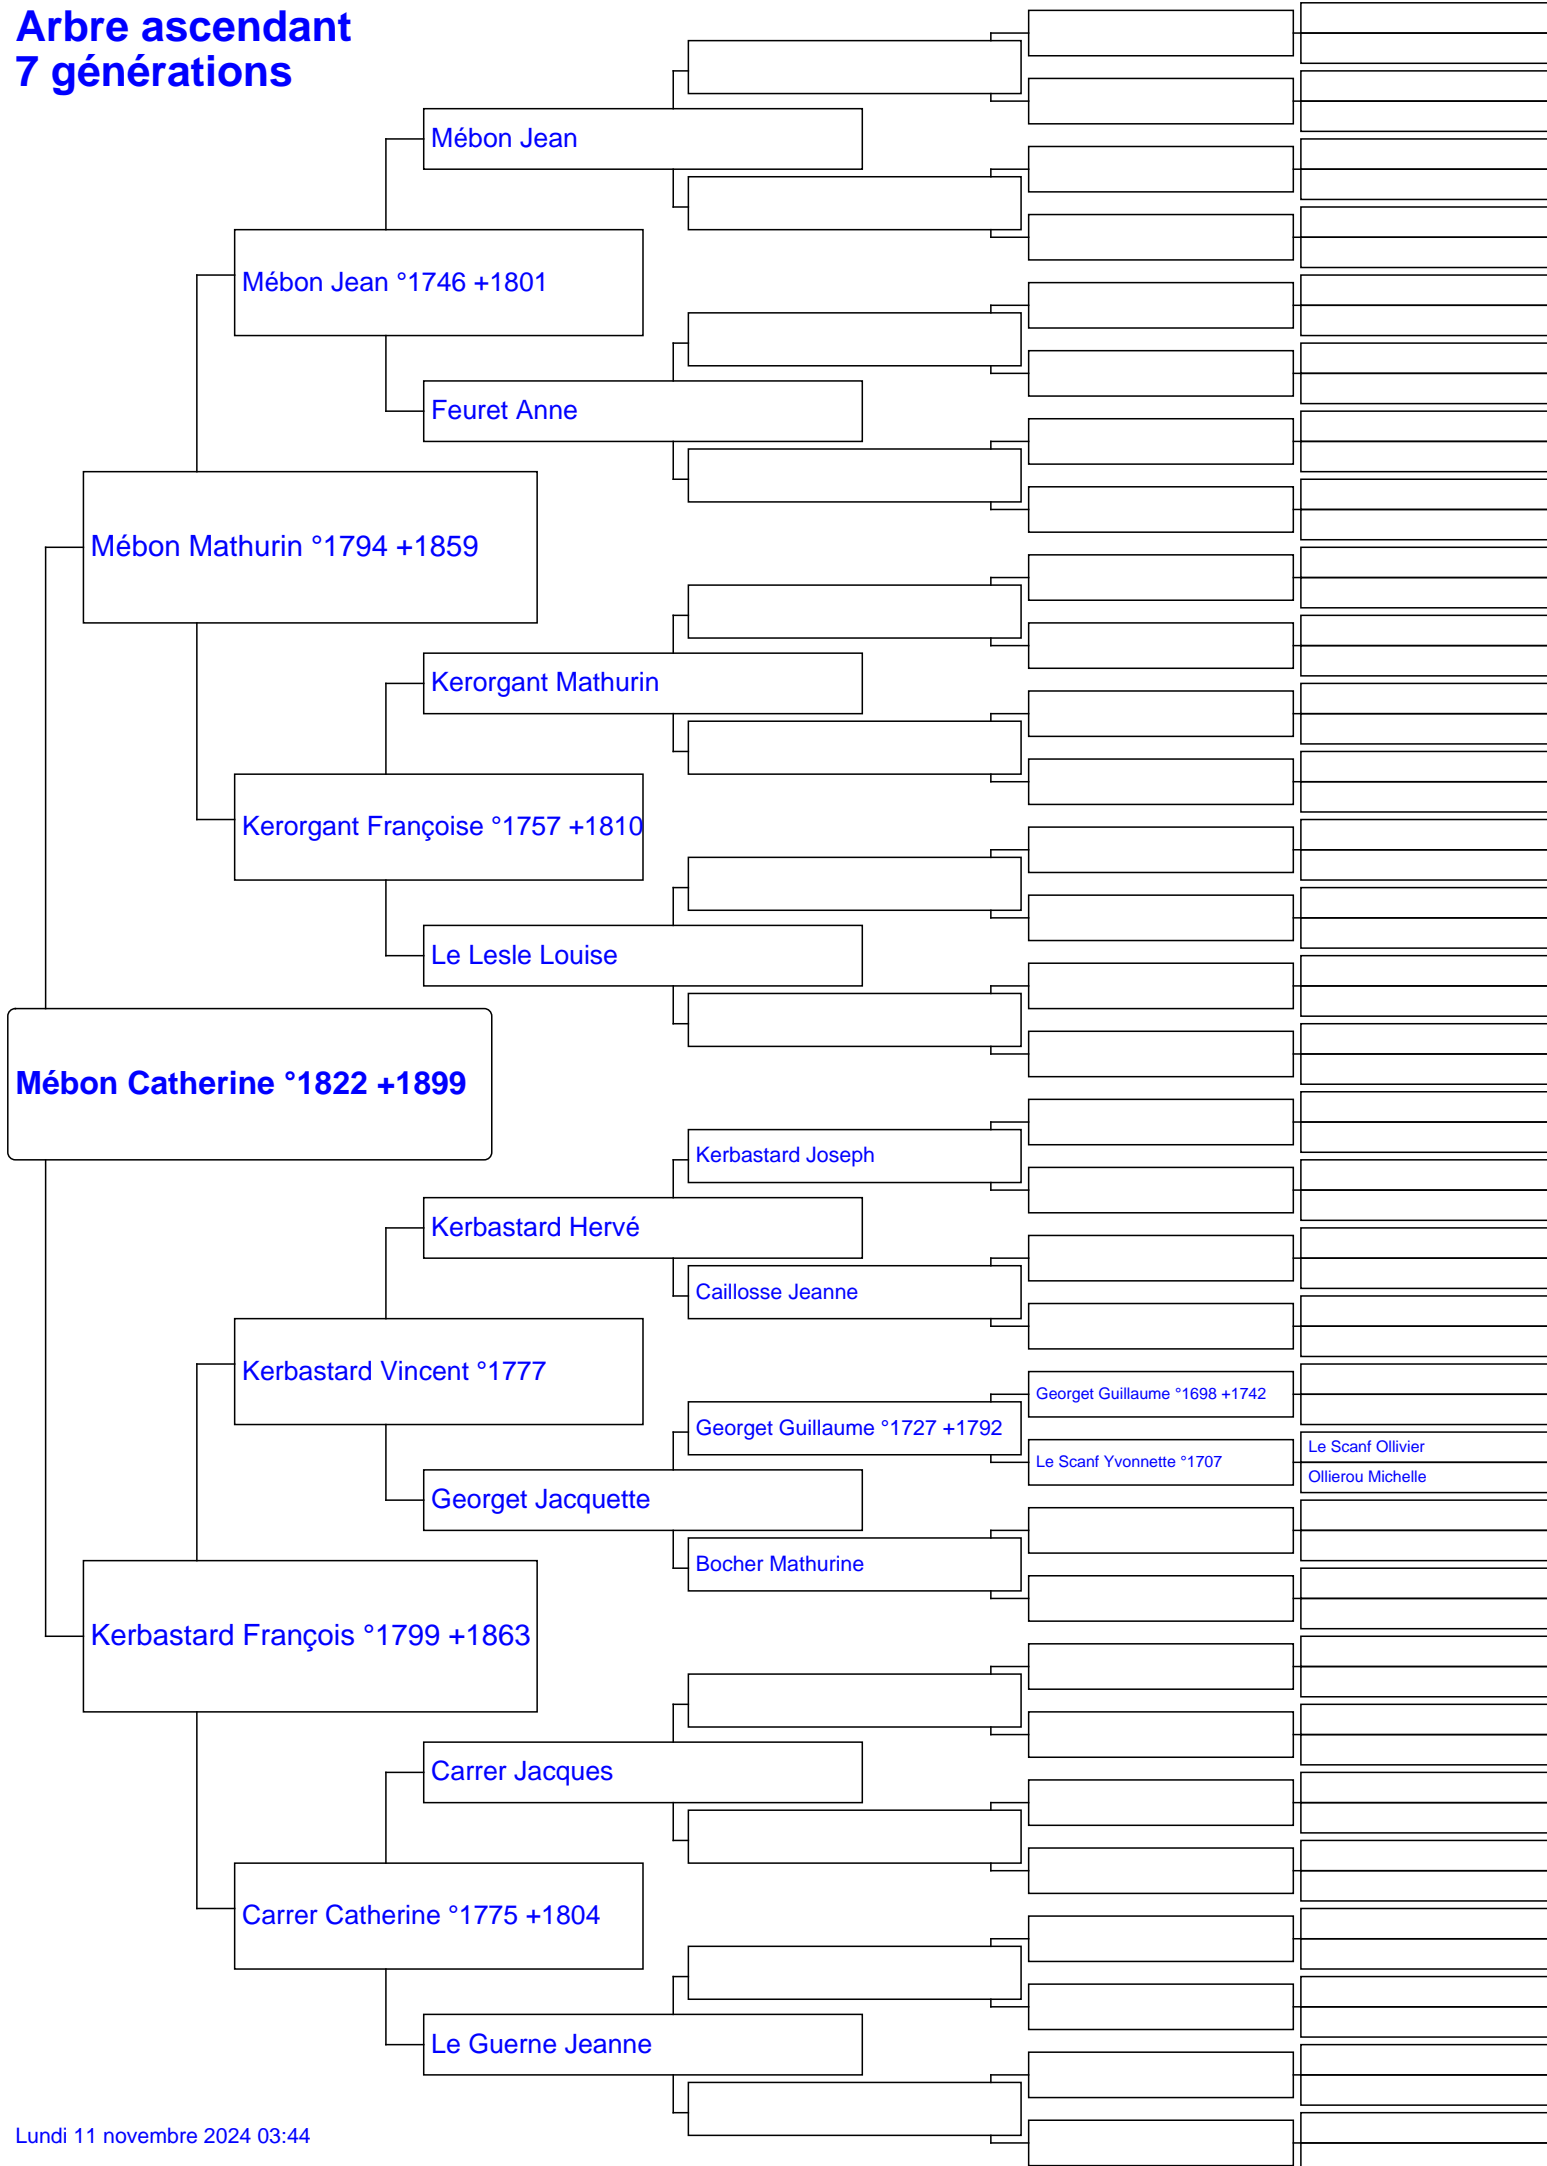 Arbre ascendant
7 générations
Mébon Jean
Mébon Jean °1746 +1801
Feuret Anne
Mébon Mathurin °1794 +1859
Kerorgant Mathurin
Kerorgant Françoise °1757 +1810
Le Lesle Louise
Mébon Catherine °1822 +1899
Kerbastard Joseph
Kerbastard Hervé
Caillosse Jeanne
Kerbastard Vincent °1777
Georget Guillaume °1698 +1742
Georget Guillaume °1727 +1792
Le Scanf Ollivier
Le Scanf Yvonnette °1707
Ollierou Michelle
Georget Jacquette
Bocher Mathurine
Kerbastard François °1799 +1863
Carrer Jacques
Carrer Catherine °1775 +1804
Le Guerne Jeanne
Lundi 11 novembre 2024 03:44